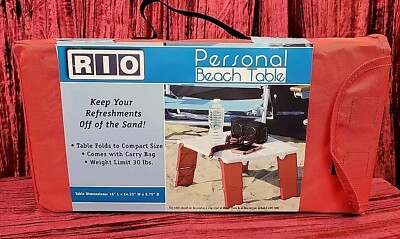 RIO
Personal
Beach Table
Keep Your
Refreshments
Off of the Sand!
• Table Folds to Compact Size
• Comes with Carry Bag
• Weight Limit 30 lbs.